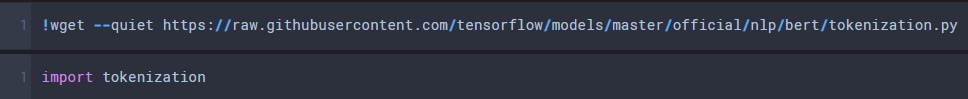 1 !wget --quiet https://raw.githubusercontent.com/tensorflow/models/master/official/nlp/bert/tokenization.py
1 import tokenization